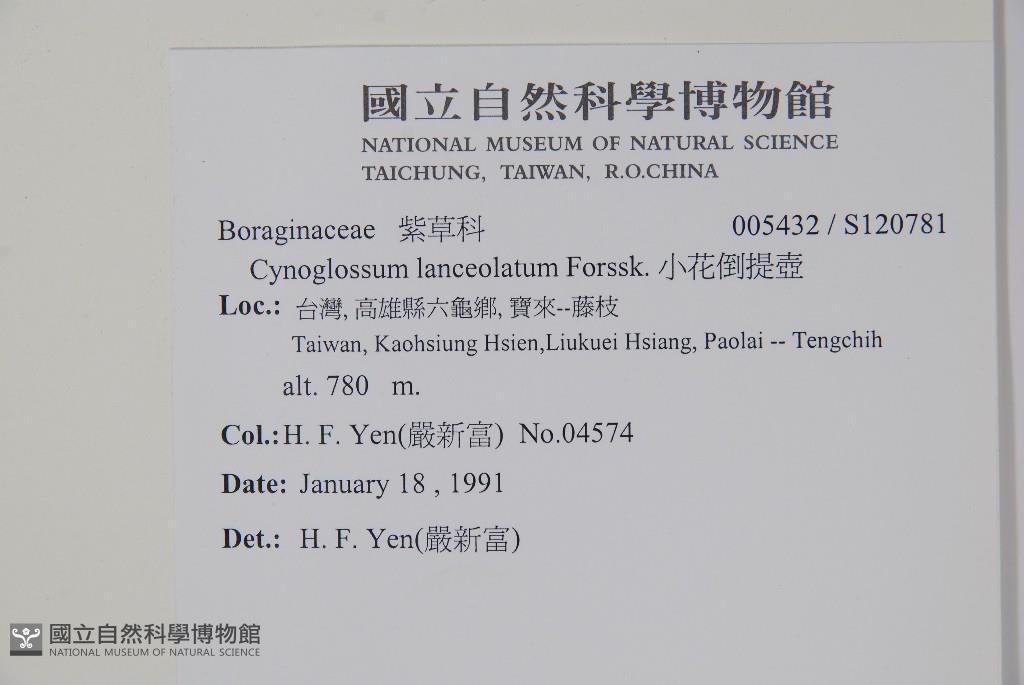 國立自然科學博物館
NATIONAL MUSEUM OF NATURAL SCIENCE
TAICHUNG, TAIWAN, R.O.CHINA
Boraginaceae 紫草科 005432 / S120781
Cynoglossum lanceolatum Forssk. 小花倒提壺
Loc.: 台灣, 高雄縣六龜鄉, 寶來--藤枝
Taiwan, Kaohsiung Hsien,Liukuei Hsiang, Paolai -- Tengchih
alt. 780 m.
Col.:H. F. Yen(嚴新富) No.04574
Date: January 18 , 1991
Det.: H. F. Yen(嚴新富)
國立自然科學博物館
NATIONAL MUSEUM OF NATURAL SCIENCE